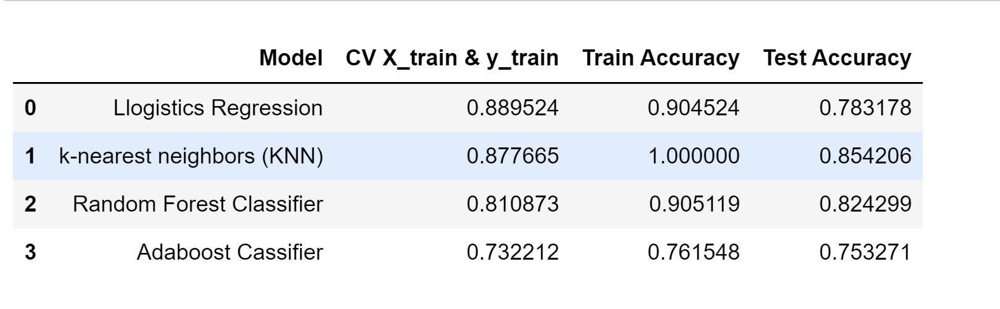 Model CV X_train & y_train Train Accuracy Test Accuracy
0 Llogistics Regression 0.889524 0.904524 0.783178
1 k-nearest neighbors (KNN) 0.877665 1.000000 0.854206
2 Random Forest Classifier 0.810873 0.905119 0.824299
3 Adaboost Cassifier 0.732212 0.761548 0.753271